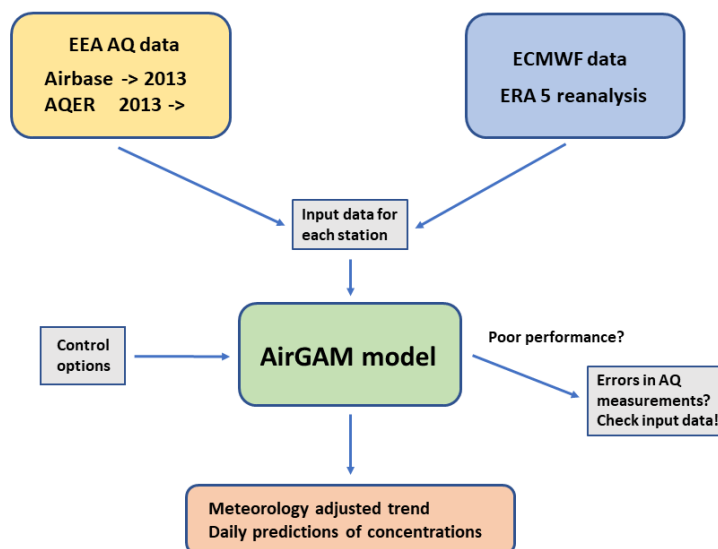 EEA AQ data
Airbase -> 2013
AQER 2013 ->
ECMWF data
ERA 5 reanalysis
Input data for
each station
Control
options
AirGAM model
Poor performance?
Errors in AQ
measurements?
Check input data!
Meteorology adjusted trend
Daily predictions of concentrations